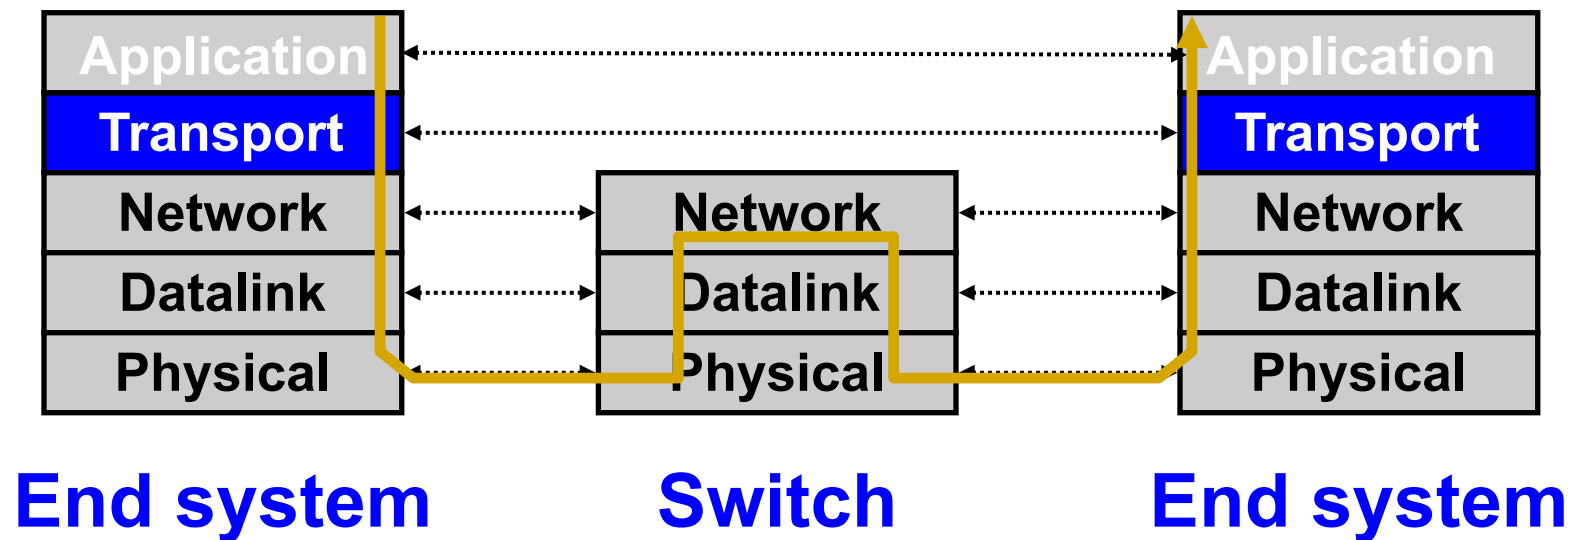 Application
Transport
Network
Datalink
Physical
End system
Network
Datalink
Physical
Switch
Application
Transport
Network
Datalink
Physical
End system